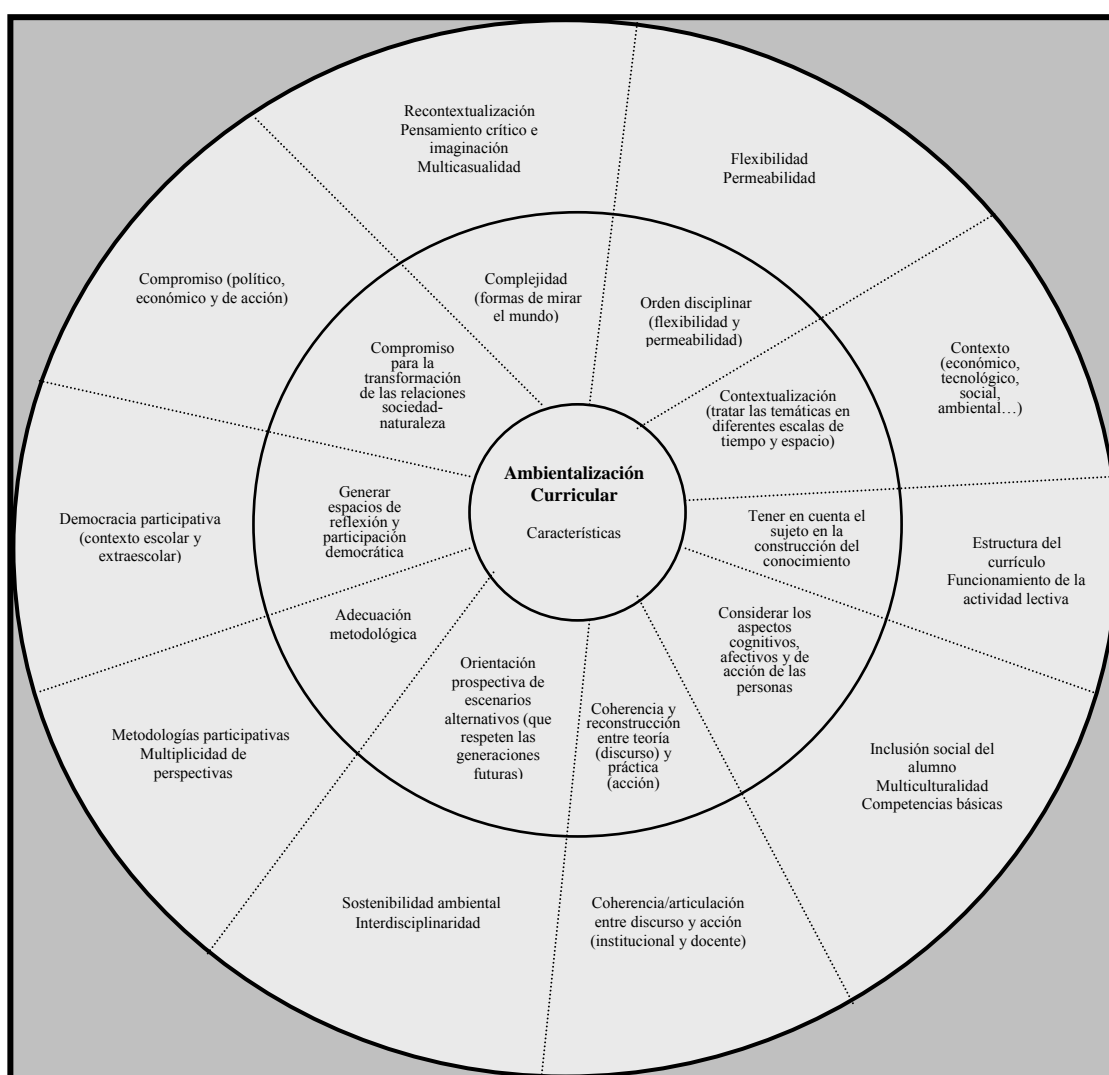 Recontextualización
Pensamiento crítico e
imaginación
Multicasualidad
Flexibilidad
Permeabilidad
Compromiso (político,
económico y de acción)
Complejidad
(formas de mirar
el mundo)
Orden disciplinar
(flexibilidad y
permeabilidad)
Contexto
(económico,
tecnológico,
social,
ambiental…)
Compromiso
para la
transformación
de las relaciones
sociedad-
naturaleza
Contextualización
(tratar las temáticas en
diferentes escalas de
tiempo y espacio)
Ambientalización
Curricular
Características
Democracia participativa
(contexto escolar y
extraescolar)
Generar
espacios de
reflexión y
participación
democrática
Tener en cuenta el
sujeto en la
construcción del
conocimiento
Estructura del
currículo
Funcionamiento de la
actividad lectiva
Adecuación
metodológica
Considerar los
aspectos
cognitivos,
afectivos y de
acción de las
personas
Orientación
prospectiva de
escenarios
alternativos (que
respeten las
generaciones
futuras)
Coherencia y
reconstrucción
entre teoría
(discurso) y
práctica
(acción)
Metodologías participativas
Multiplicidad de
perspectivas
Inclusión social del
alumno
Multiculturalidad
Competencias básicas
Sostenibilidad ambiental
Interdisciplinaridad
Coherencia/articulación
entre discurso y acción
(institucional y docente)